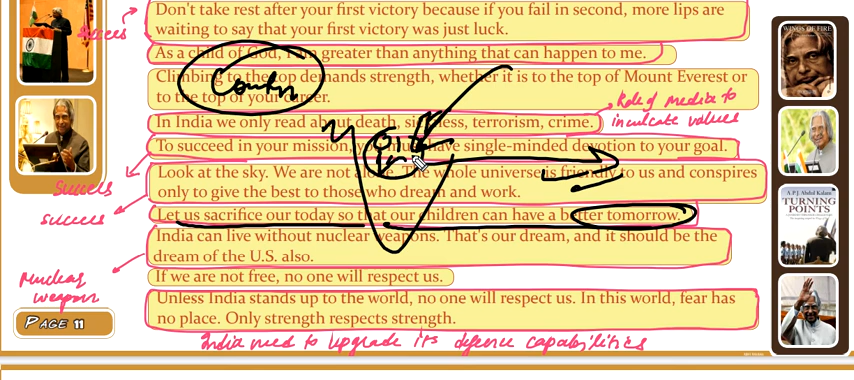 Don't take rest after your first victory because if you fail in second, more lips are
waiting to say that your first victory was just luck.
As a child of God, I am greater than anything that can happen to me.
Climbing to the top demands strength, whether it is to the top of Mount Everest or
to the top of your career.
In India we only read about death, sickness, terrorism, crime.
Role of media to
inculcate values
To succeed in your mission, you must have single-minded devotion to your goal.
Success
Look at the sky. We are not alone. The whole universe is friendly to us and conspires
only to give the best to those who dream and work.
success
Let us sacrifice our today so that our children can have a better tomorrow.
India can live without nuclear weapons. That's our dream, and it should be the
dream of the U.S. also.
Nuclear
weapon
If we are not free, no one will respect us.
Unless India stands up to the world, no one will respect us. In this world, fear has
no place. Only strength respects strength.
India need to upgrade its defence capabilities
PAGE 11
WINGS OF FIRE
A P J Abdul Kalam
TURNING
POINTS